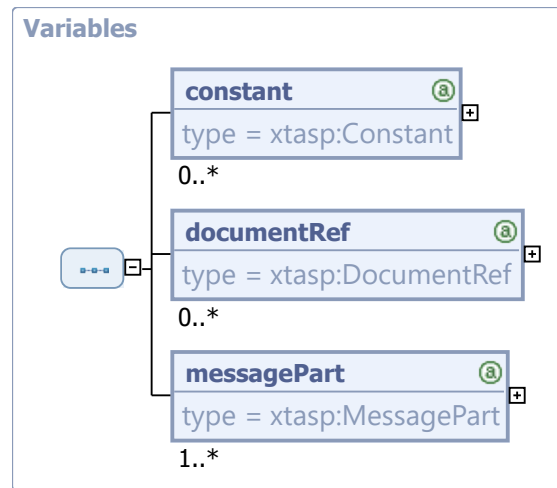 Variables
constant
type = xtasp:Constant
0..*
documentRef
type = xtasp:DocumentRef
0..*
messagePart
type = xtasp:MessagePart
1..*